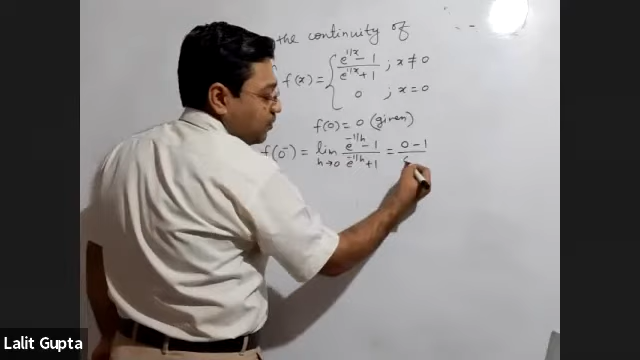 the continuity of
f(x) = { e^{1/x} - 1 / e^{1/x} + 1 ; x ≠ 0
0 ; x = 0
f(0) = 0 (given)
f(0⁻) = lim h→0 e^{-1/h} - 1 / e^{-1/h} + 1 = 0 - 1
Lalit Gupta